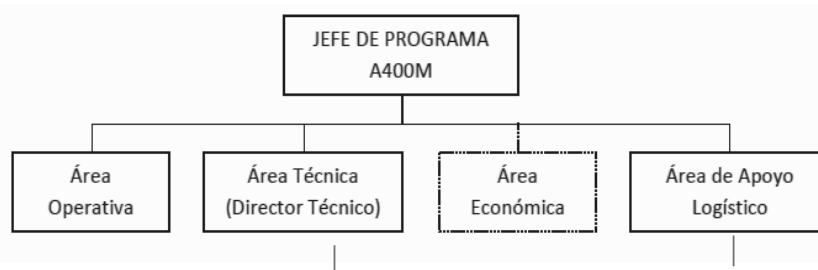 JEFE DE PROGRAMA
A400M
Área
Operativa
Área Técnica
(Director Técnico)
Área
Económica
Área de Apoyo
Logístico